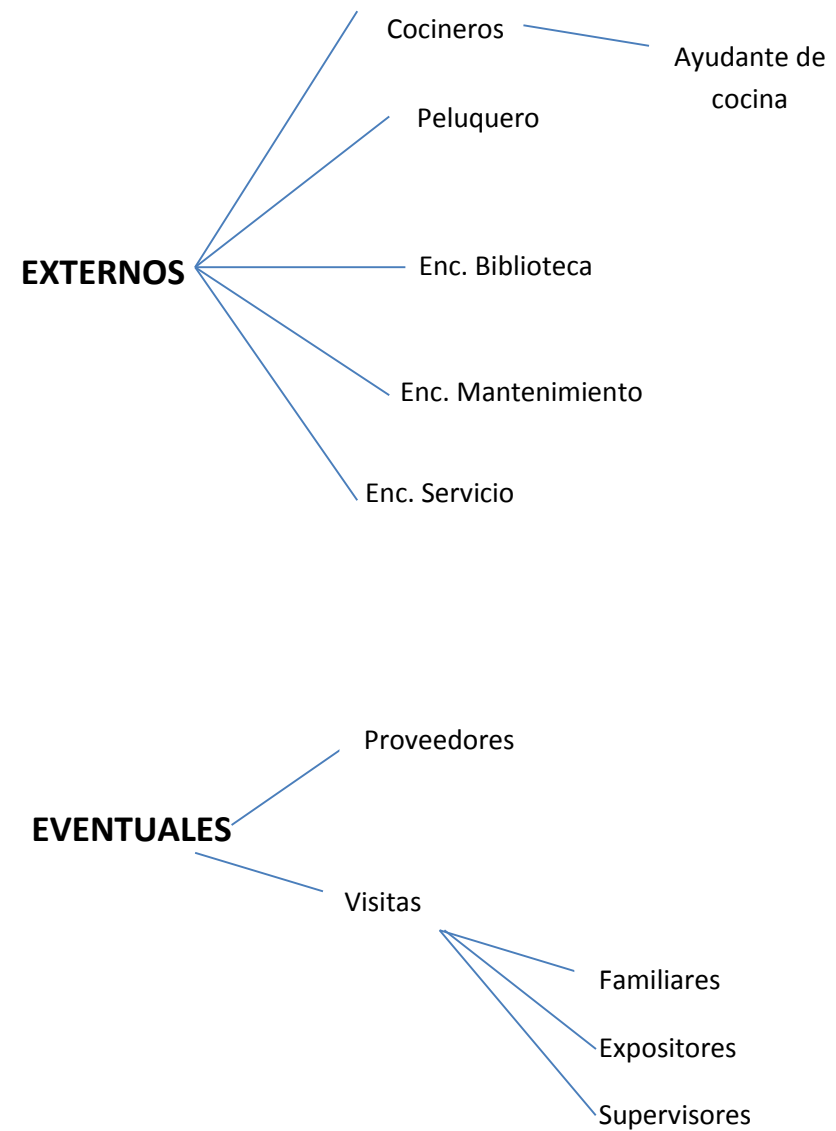 Cocineros
Ayudante de
cocina
Peluquero
EXTERNOS
Enc. Biblioteca
Enc. Mantenimiento
Enc. Servicio
Proveedores
EVENTUALES
Visitas
Familiares
Expositores
Supervisores